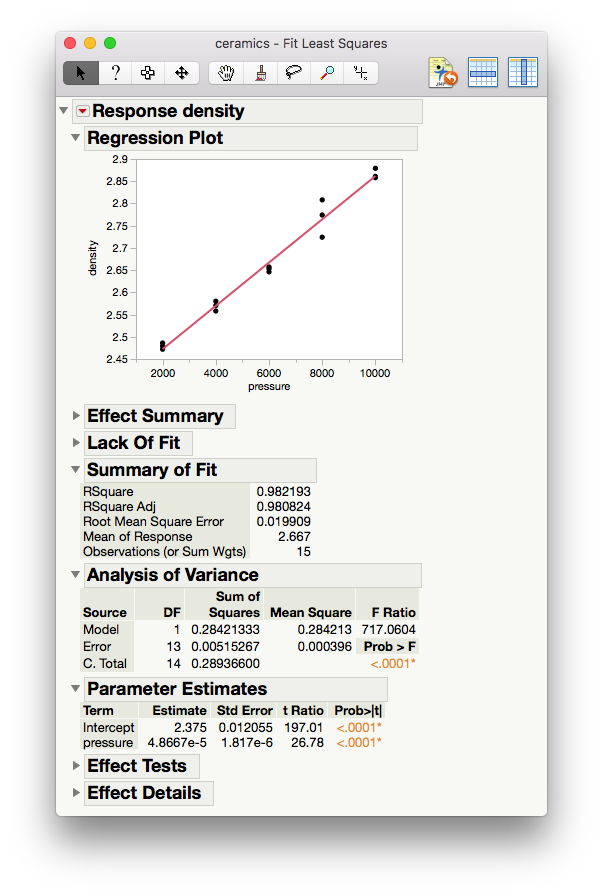 ceramics - Fit Least Squares
?
JMP
Response density
Regression Plot
2.9
2.85
2.8
2.75
2.7
2.65
2.6
2.55
2.5
2.45
density
2000 4000 6000 8000 10000
pressure
Effect Summary
Lack Of Fit
Summary of Fit
RSquare 0.982193
RSquare Adj 0.980824
Root Mean Square Error 0.019909
Mean of Response 2.667
Observations (or Sum Wgts) 15
Analysis of Variance
Sum of
Source DF Squares Mean Square F Ratio
Model 1 0.28421333 0.284213 717.0604
Error 13 0.00515267 0.000396 Prob > F
C. Total 14 0.28936600 <.0001*
Parameter Estimates
Term Estimate Std Error t Ratio Prob>|t|
Intercept 2.375 0.012055 197.01 <.0001*
pressure 4.8667e-5 1.817e-6 26.78 <.0001*
Effect Tests
Effect Details